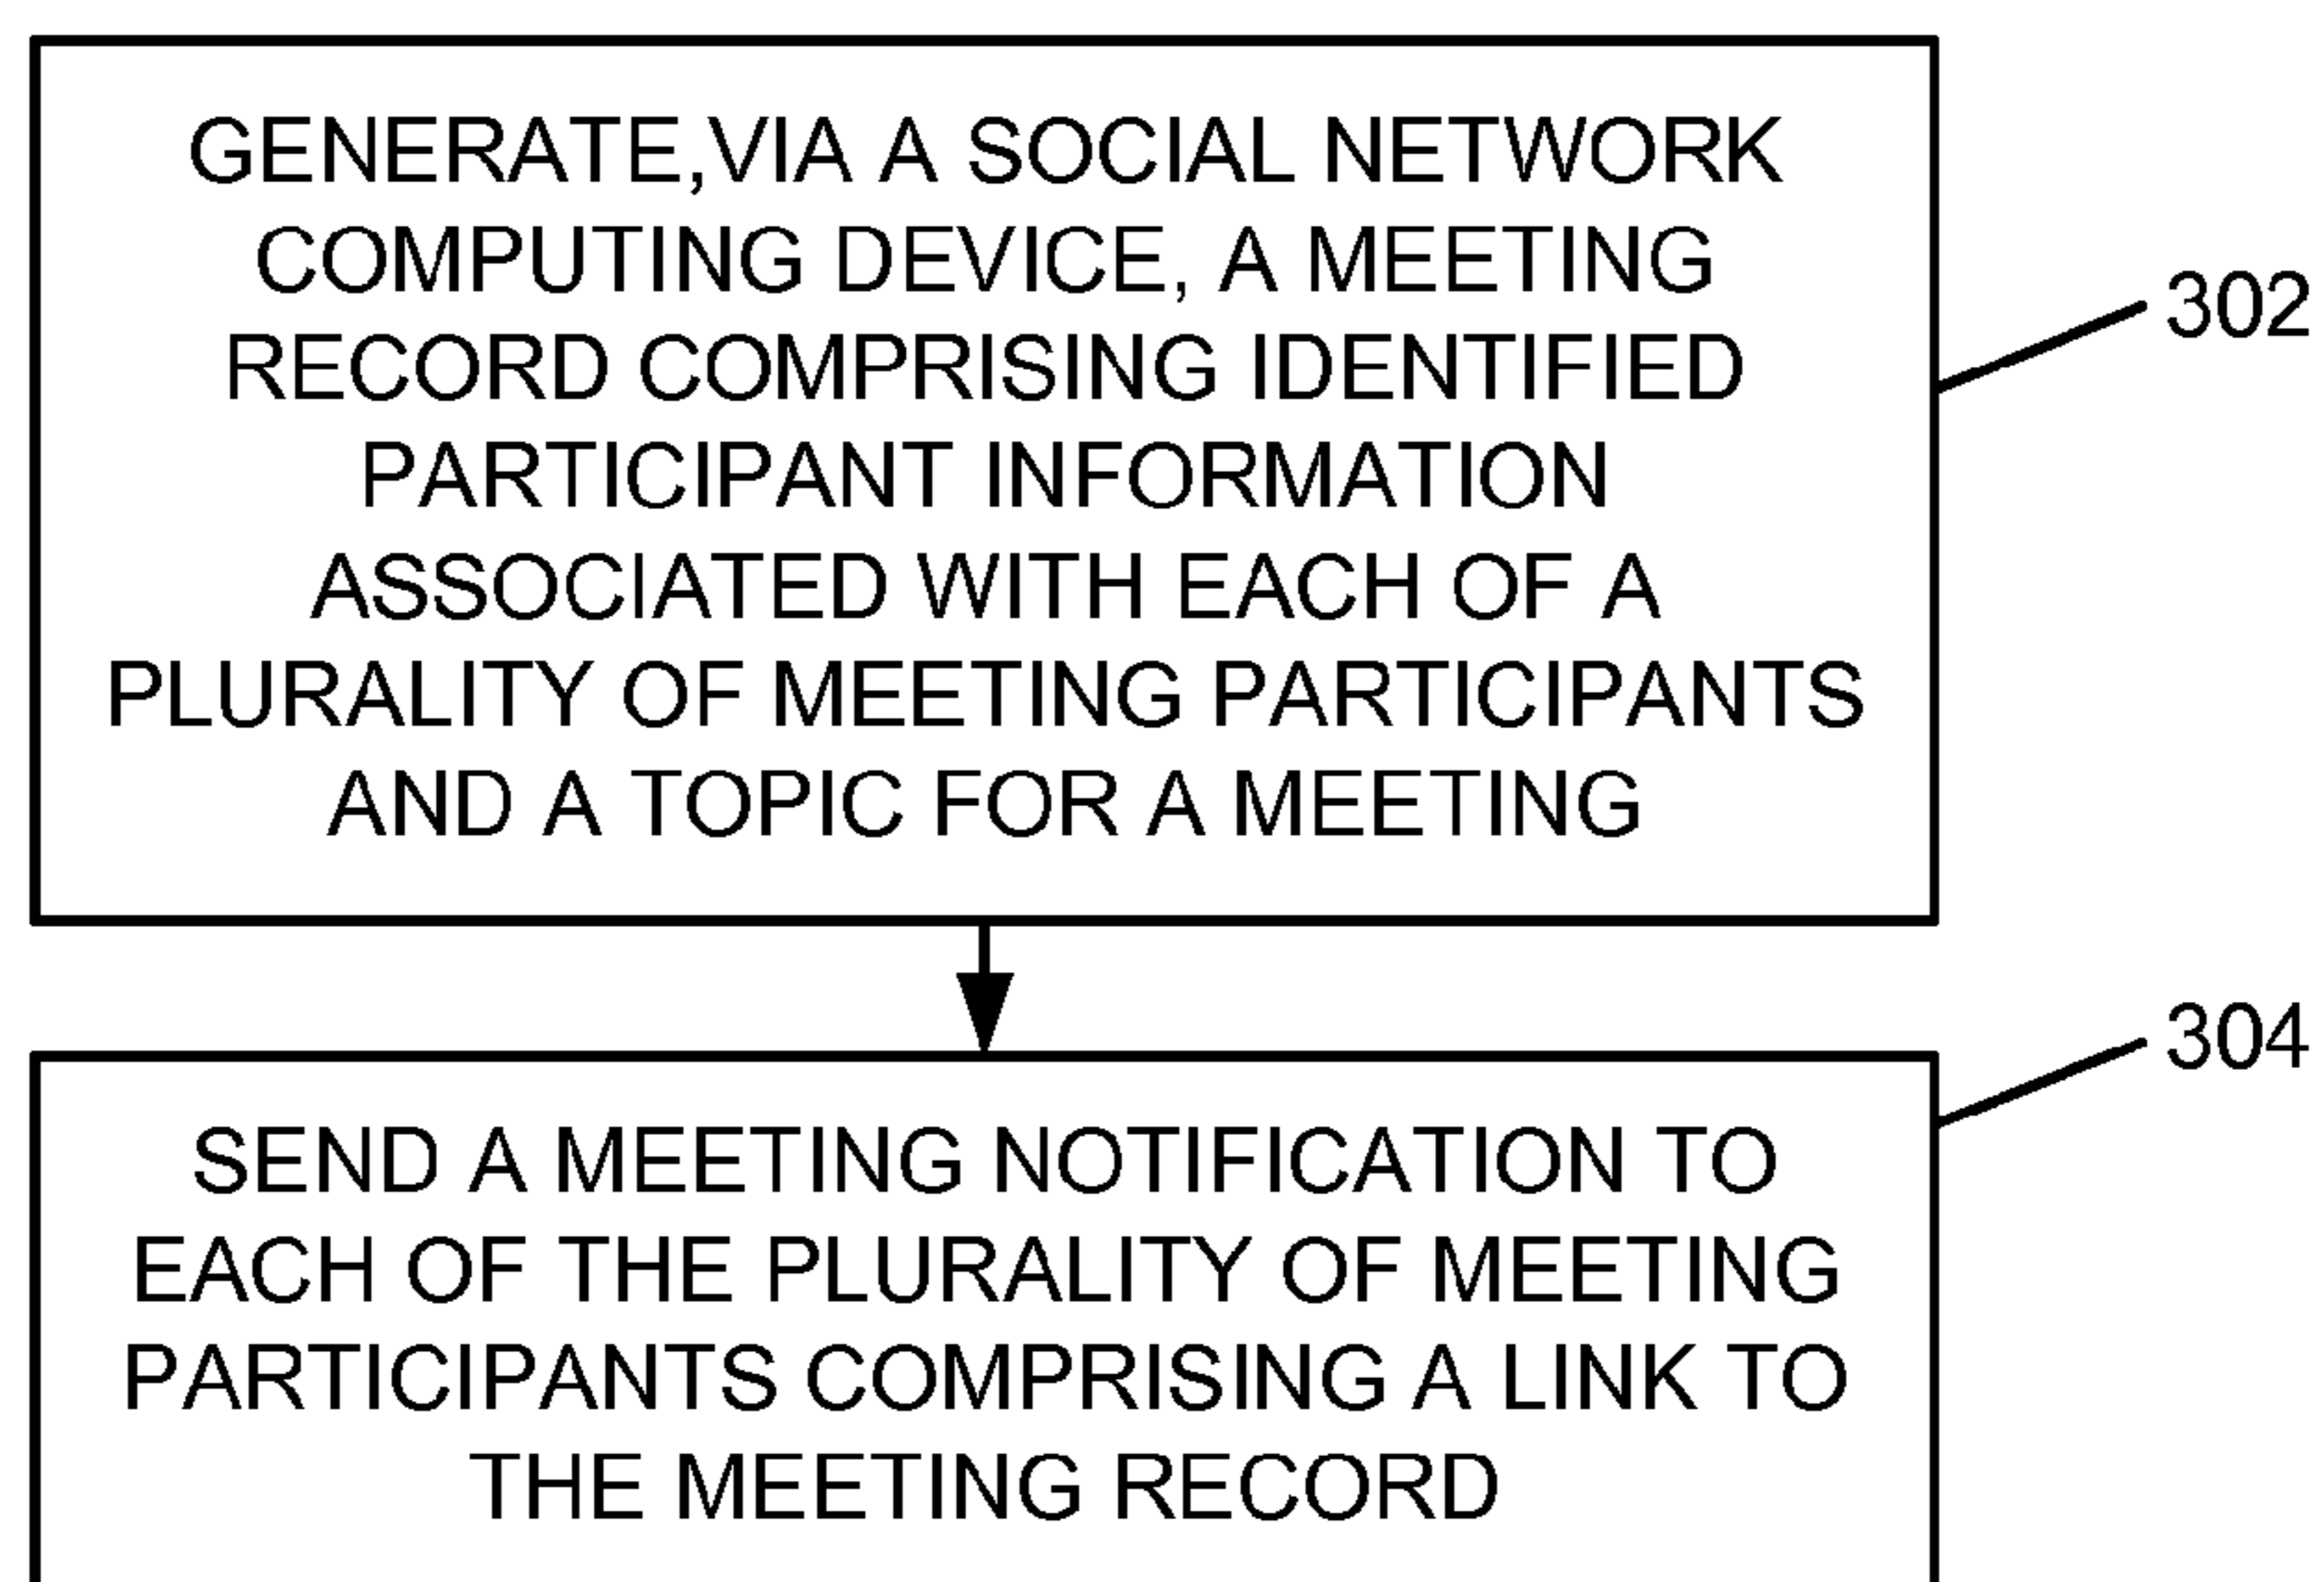 GENERATE,VIA A SOCIAL NETWORK
COMPUTING DEVICE, A MEETING
RECORD COMPRISING IDENTIFIED
PARTICIPANT INFORMATION
ASSOCIATED WITH EACH OF A
PLURALITY OF MEETING PARTICIPANTS
AND A TOPIC FOR A MEETING
302
304
SEND A MEETING NOTIFICATION TO
EACH OF THE PLURALITY OF MEETING
PARTICIPANTS COMPRISING A LINK TO
THE MEETING RECORD